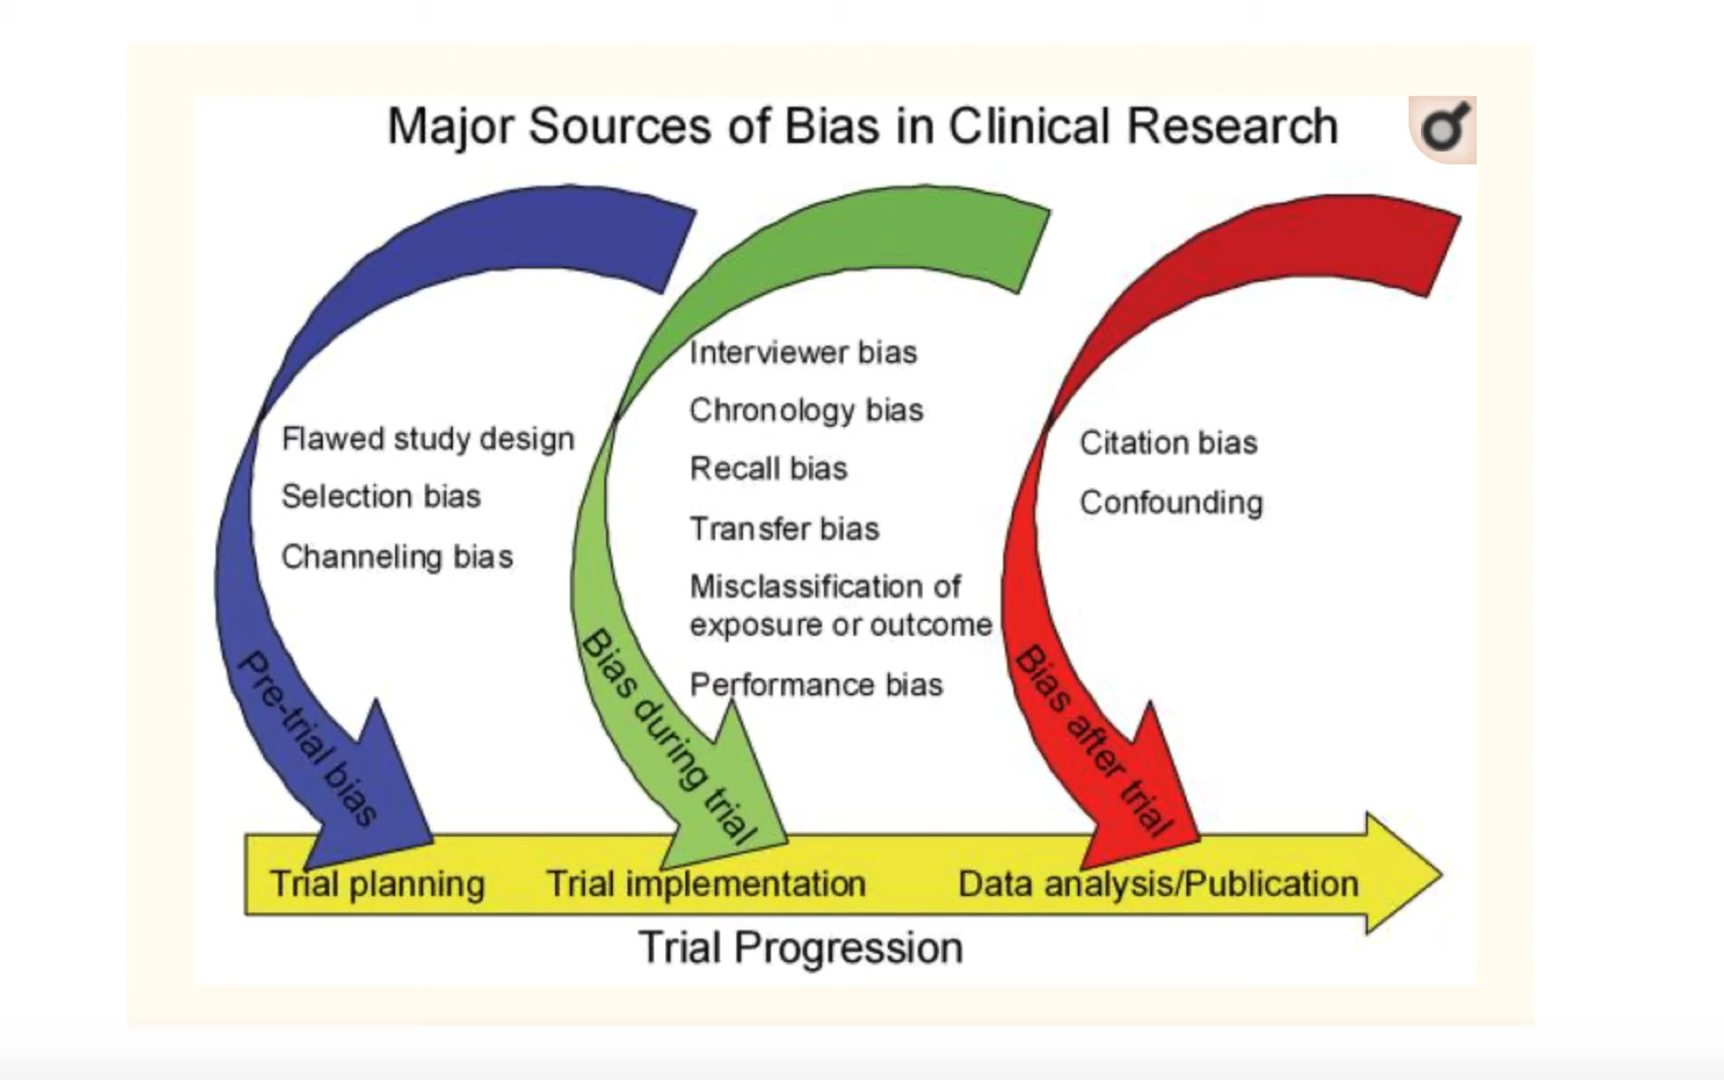 Major Sources of Bias in Clinical Research
Flawed study design
Selection bias
Channeling bias
Pre-trial bias
Interviewer bias
Chronology bias
Recall bias
Transfer bias
Misclassification of
exposure or outcome
Performance bias
Bias during trial
Citation bias
Confounding
Bias after trial
Trial planning
Trial implementation
Data analysis/Publication
Trial Progression